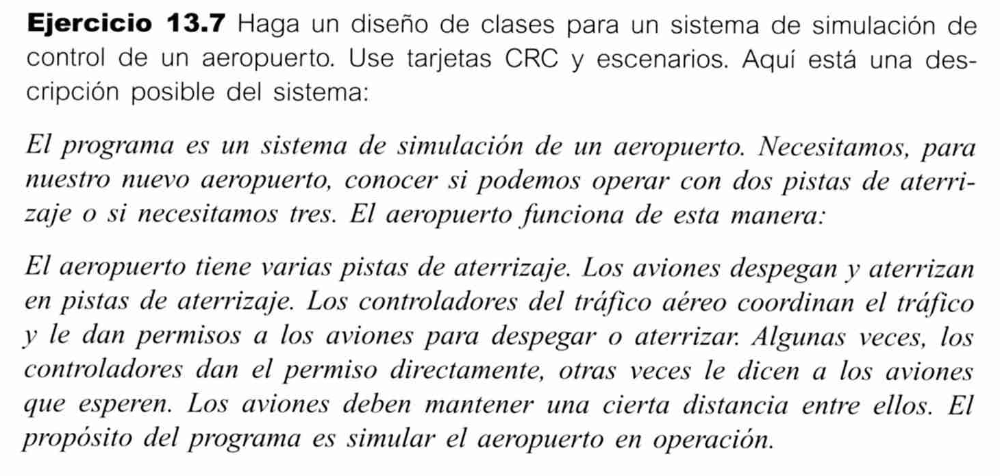 Ejercicio 13.7 Haga un diseño de clases para un sistema de simulación de
control de un aeropuerto. Use tarjetas CRC y escenarios. Aquí está una des-
cripción posible del sistema:
El programa es un sistema de simulación de un aeropuerto. Necesitamos, para
nuestro nuevo aeropuerto, conocer si podemos operar con dos pistas de aterri-
zaje o si necesitamos tres. El aeropuerto funciona de esta manera:
El aeropuerto tiene varias pistas de aterrizaje. Los aviones despegan y aterrizan
en pistas de aterrizaje. Los controladores del tráfico aéreo coordinan el tráfico
y le dan permisos a los aviones para despegar o aterrizar. Algunas veces, los
controladores dan el permiso directamente, otras veces le dicen a los aviones
que esperen. Los aviones deben mantener una cierta distancia entre ellos. El
propósito del programa es simular el aeropuerto en operación.